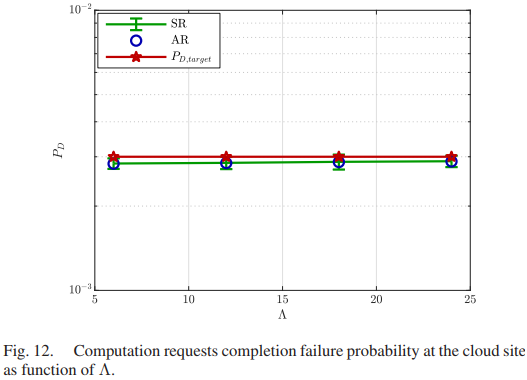 10^{-2}
SR
AR
P_{D,target}
P_D
10^{-3}
5
10
15
20
25
Λ
Fig. 12. Computation requests completion failure probability at the cloud site
as function of Λ.